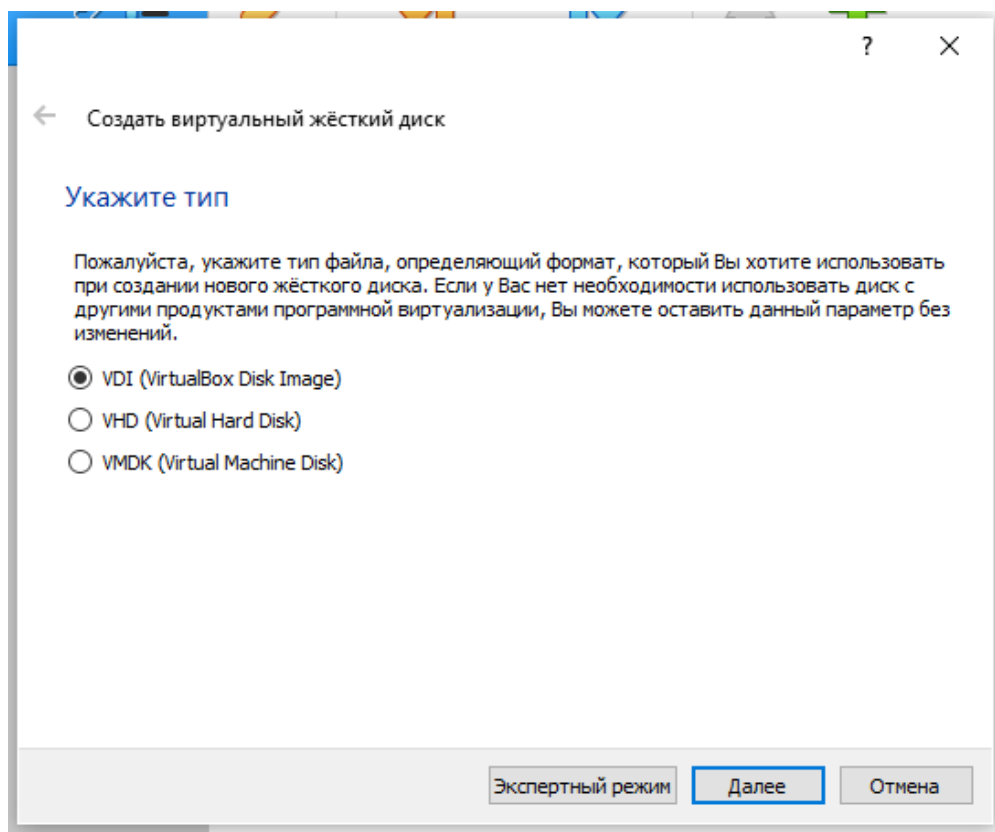 ?
Создать виртуальный жёсткий диск
Укажите тип
Пожалуйста, укажите тип файла, определяющий формат, который Вы хотите использовать
при создании нового жёсткого диска. Если у Вас нет необходимости использовать диск с
другими продуктами программной виртуализации, Вы можете оставить данный параметр без
изменений.
VDI (VirtualBox Disk Image)
VHD (Virtual Hard Disk)
VMDK (Virtual Machine Disk)
Экспертный режим Далее Отмена